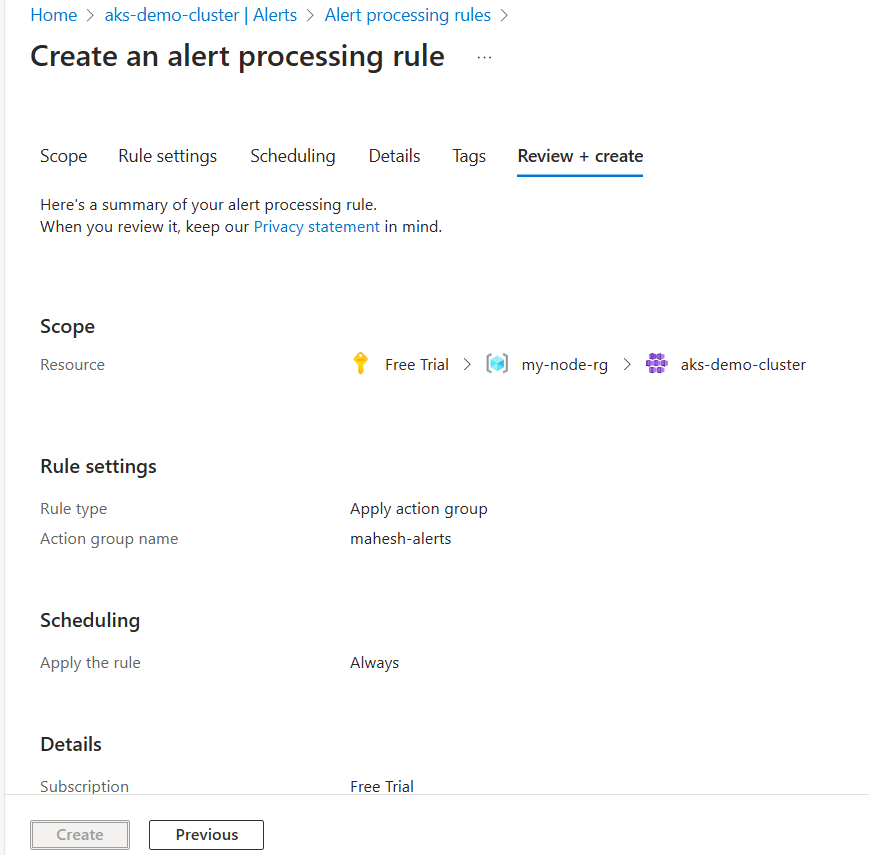 Home > aks-demo-cluster | Alerts > Alert processing rules >
Create an alert processing rule ...
Scope Rule settings Scheduling Details Tags Review + create
Here's a summary of your alert processing rule.
When you review it, keep our Privacy statement in mind.
Scope
Resource Free Trial > my-node-rg > aks-demo-cluster
Rule settings
Rule type Apply action group
Action group name mahesh-alerts
Scheduling
Apply the rule Always
Details
Subscription Free Trial
Create Previous